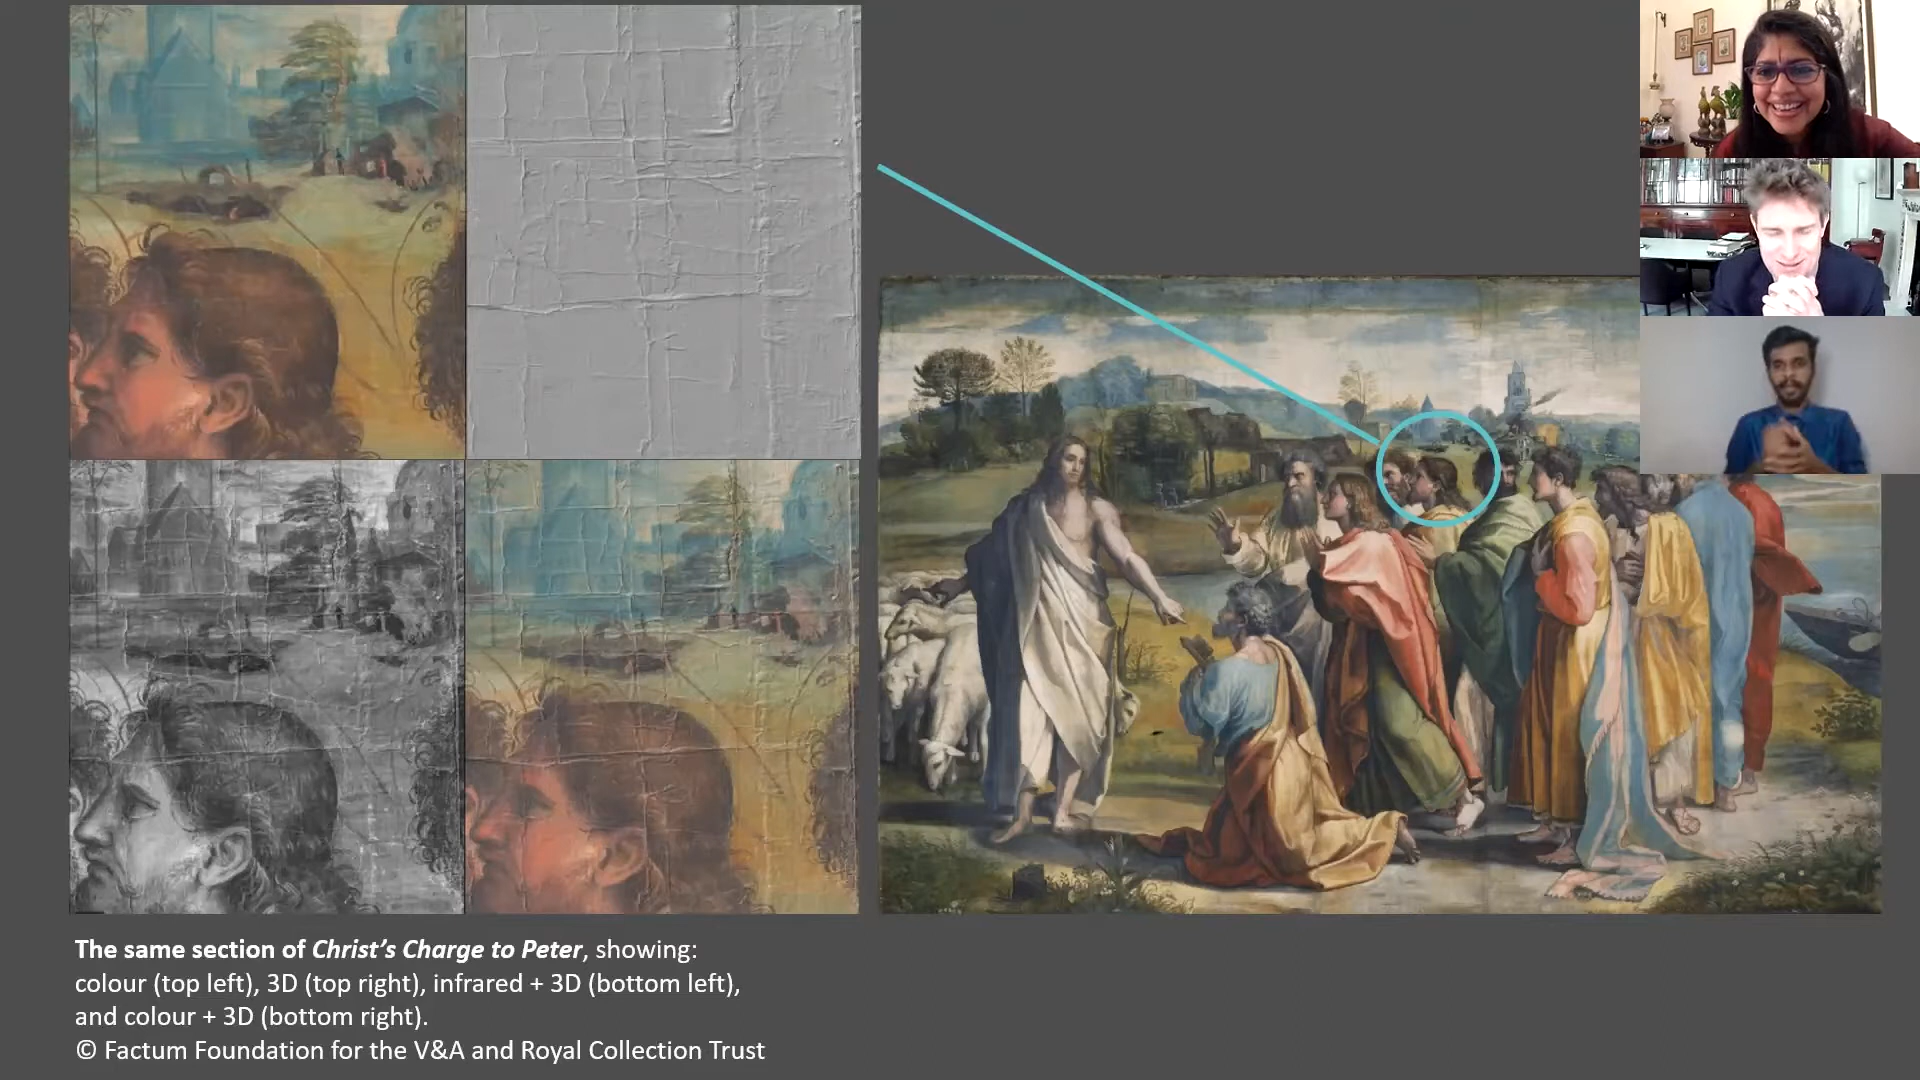 The same section of Christ’s Charge to Peter, showing:
colour (top left), 3D (top right), infrared + 3D (bottom left),
and colour + 3D (bottom right).
© Factum Foundation for the V&A and Royal Collection Trust